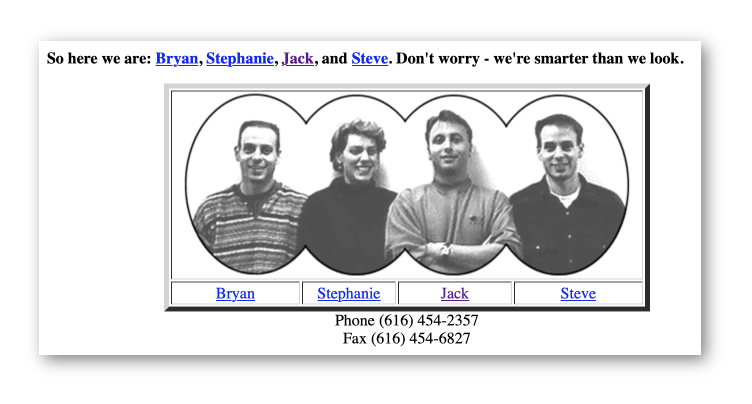 So here we are: Bryan, Stephanie, Jack, and Steve. Don't worry - we're smarter than we look.
Bryan Stephanie Jack Steve
Phone (616) 454-2357
Fax (616) 454-6827